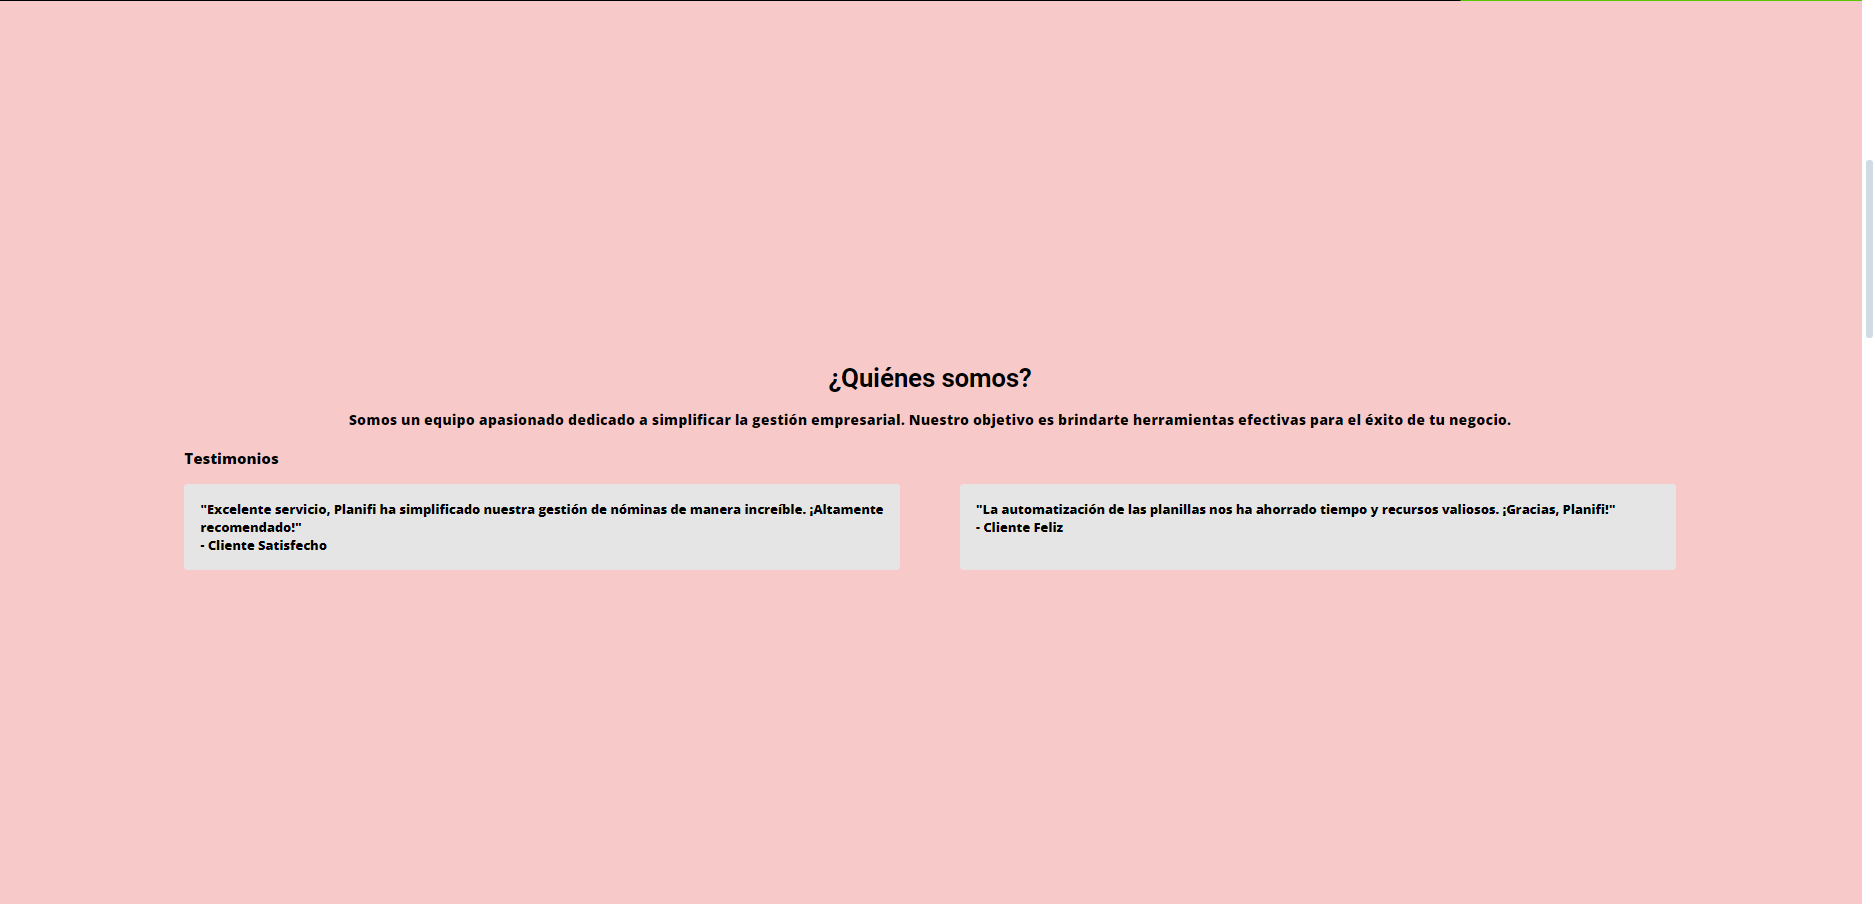 ¿Quiénes somos?
Somos un equipo apasionado dedicado a simplificar la gestión empresarial. Nuestro objetivo es brindarte herramientas efectivas para el éxito de tu negocio.
Testimonios
"Excelente servicio, Planifi ha simplificado nuestra gestión de nóminas de manera increíble. ¡Altamente
recomendado!"
- Cliente Satisfecho
"La automatización de las planillas nos ha ahorrado tiempo y recursos valiosos. ¡Gracias, Planifi!"
- Cliente Feliz